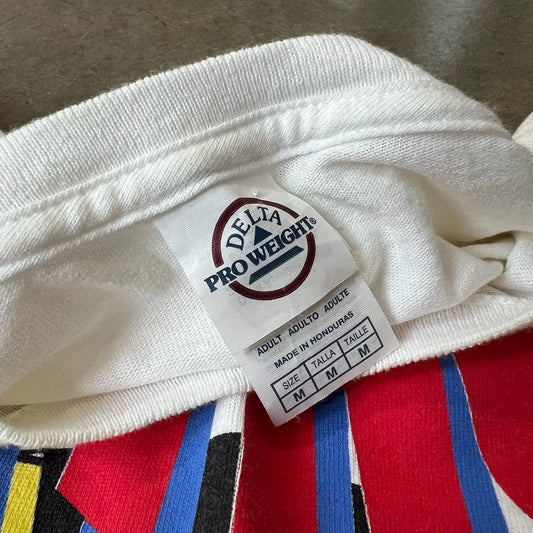 DELTA
PRO WEIGHT®
ADULT ADULTO ADULTE
MADE IN HONDURAS
SIZE TALLA TAILLE
M M M